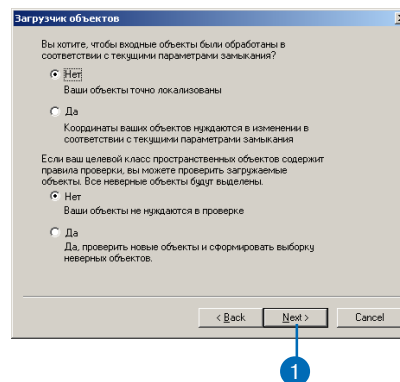 Загрузчик объектов
Вы хотите, чтобы входные объекты были обработаны в
соответствии с текущими параметрами замыкания?
Нет
Ваши объекты точно локализованы
Да
Координаты ваших объектов нуждаются в изменении в
соответствии с текущими параметрами замыкания
Если ваш целевой класс пространственных объектов содержит
правила проверки, вы можете проверить загружаемые
объекты. Все неверные объекты будут выделены.
Нет
Ваши объекты не нуждаются в проверке
Да
Да, проверить новые объекты и сформировать выборку
неверных объектов.
< Back Next > Cancel
1